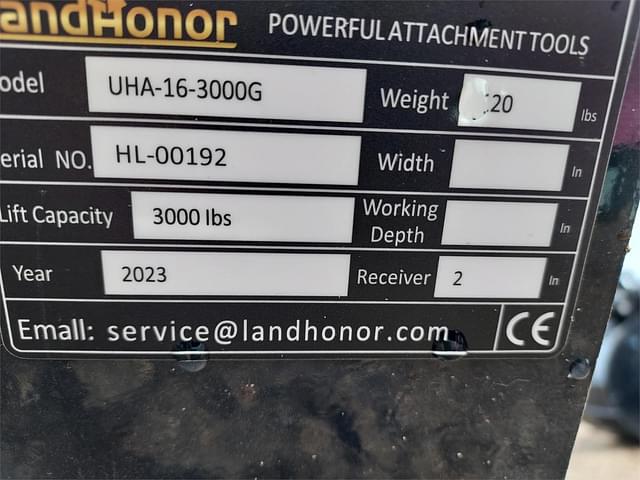 andHonor POWERFUL ATTACHMENT TOOLS
odel UHA-16-3000G Weight 20 lbs
erial NO. HL-00192 Width In
Lift Capacity 3000 lbs Working Depth In
Year 2023 Receiver 2 In
Emall: service@landhonor.com CE